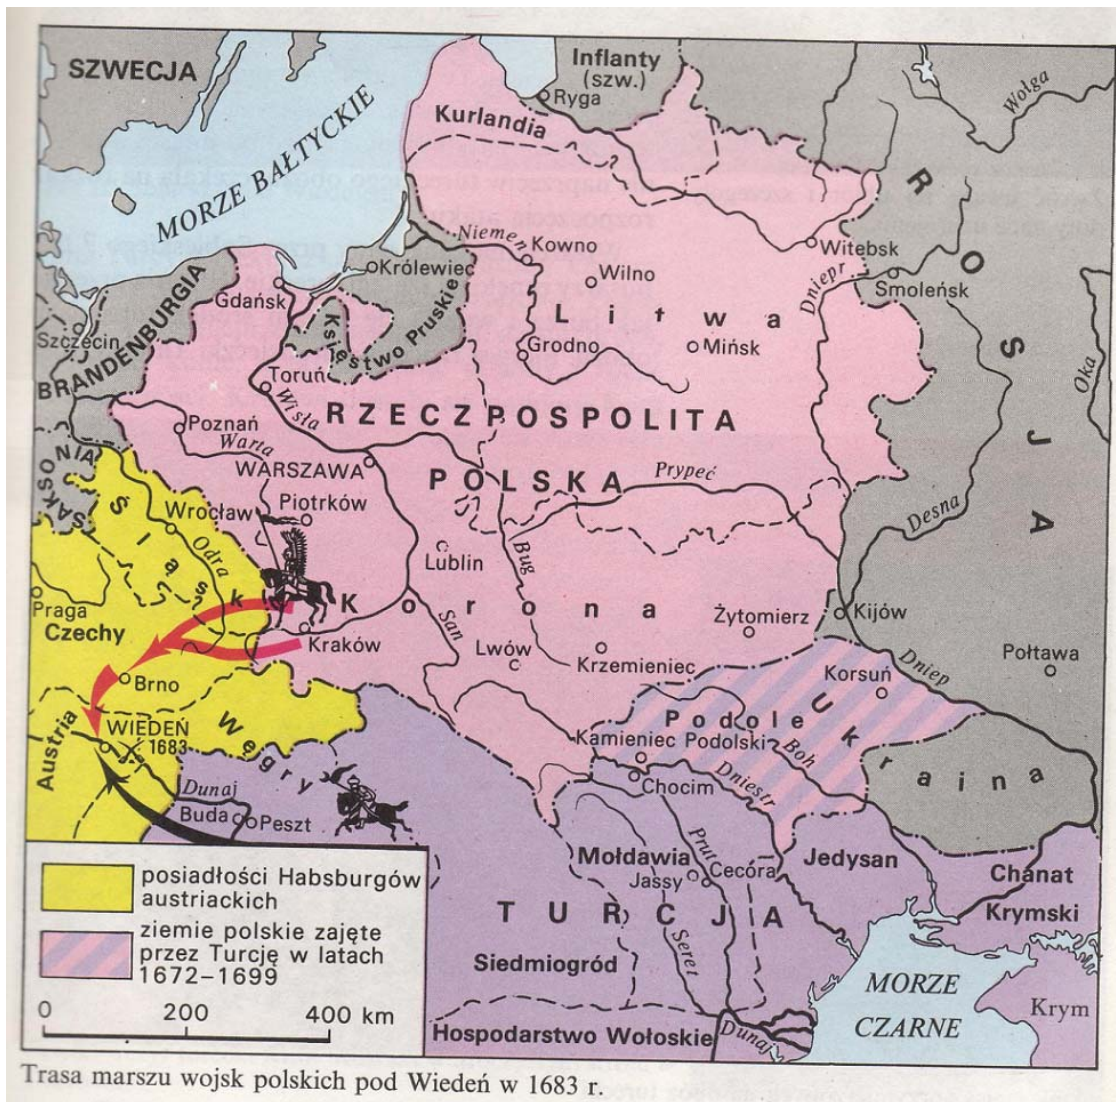 SZWECJA
MORZE BAŁTYCKIE
Inflanty
(szw.)
Ryga
Wołga
Kurlandia
ROSJA
Niemen
Kowno
Witebsk
Królewiec
Wilno
Dniepr
Smoleńsk
Gdańsk
Księstwo Pruskie
Litwa
Szczecin
BRANDENBURGIA
Grodno
Mińsk
Oka
Toruń
Wisła
RZECZPOSPOLITA
Poznań
Warta
WARSZAWA
POLSKA
Prypeć
SAKSONIA
Śląsk
Wrocław
Piotrków
Desna
Odra
Lublin
Bug
Praga
Czechy
Korona
Żytomierz
Kijów
San
Kraków
Lwów
Krzemieniec
Połtawa
Brno
Korsuń
Dniep
Austria
WIEDEŃ
1683
Węgry
Podole
Ukraina
Kamieniec Podolski
Boh
Dunaj
Chocim
Dniestr
Buda
Peszt
Mołdawia
Prut
Cecora
Jassy
Jedysan
Chanat
Krymski
TURCJA
Seret
Siedmiogród
MORZE
CZARNE
Krym
Hospodarstwo Wołoskie
Dunaj
posiadłości Habsburgów
austriackich
ziemie polskie zajęte
przez Turcję w latach
1672–1699
0 200 400 km
Trasa marszu wojsk polskich pod Wiedeń w 1683 r.